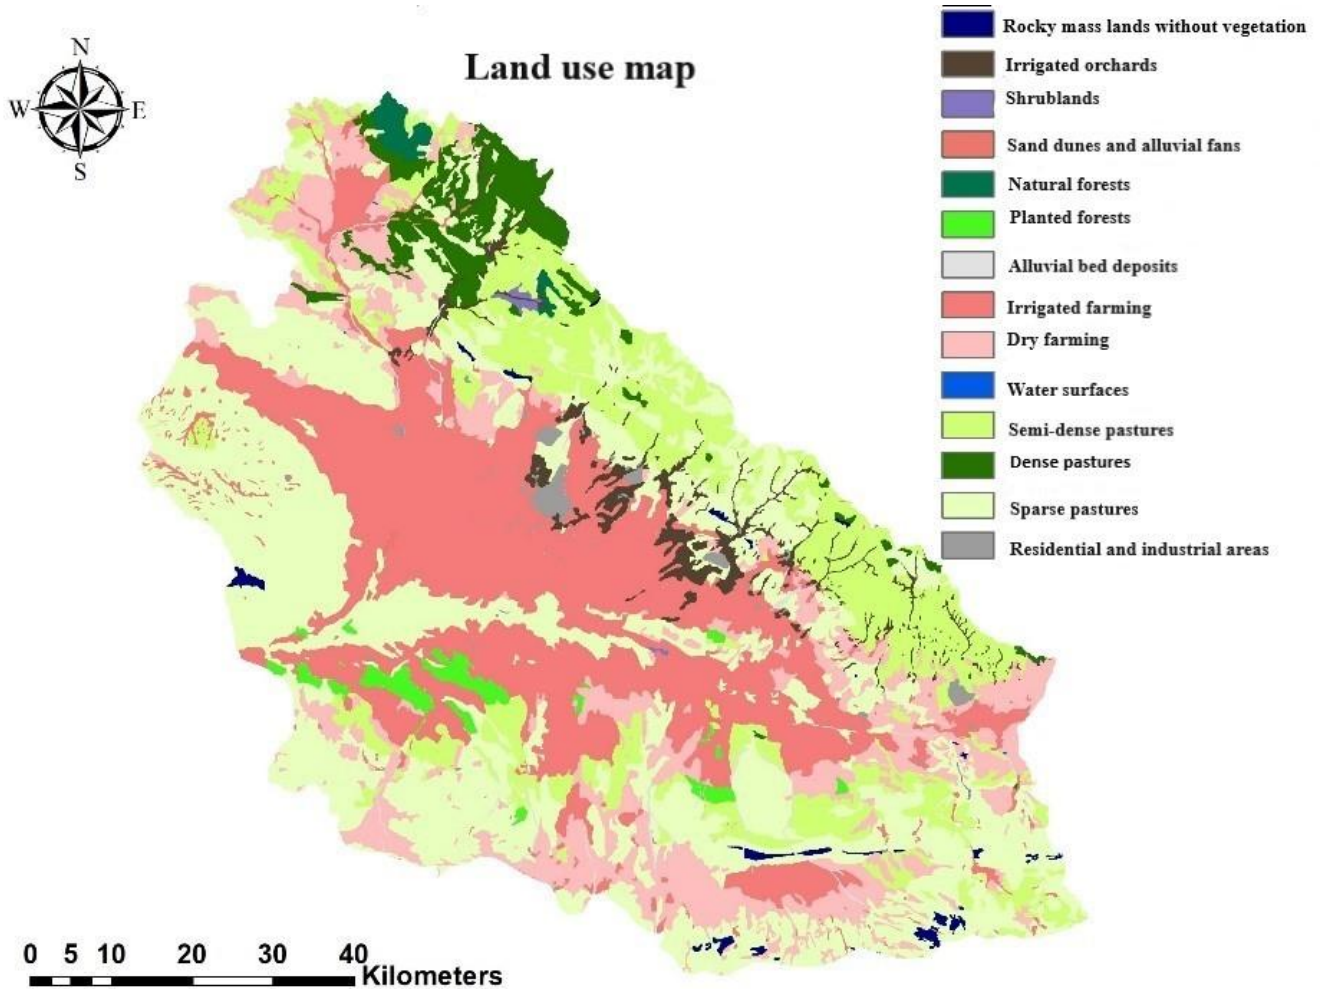 Rocky mass lands without vegetation
Land use map
N
W E
S
Irrigated orchards
Shrublands
Sand dunes and alluvial fans
Natural forests
Planted forests
Alluvial bed deposits
Irrigated farming
Dry farming
Water surfaces
Semi-dense pastures
Dense pastures
Sparse pastures
Residential and industrial areas
0 5 10 20 30 40
Kilometers